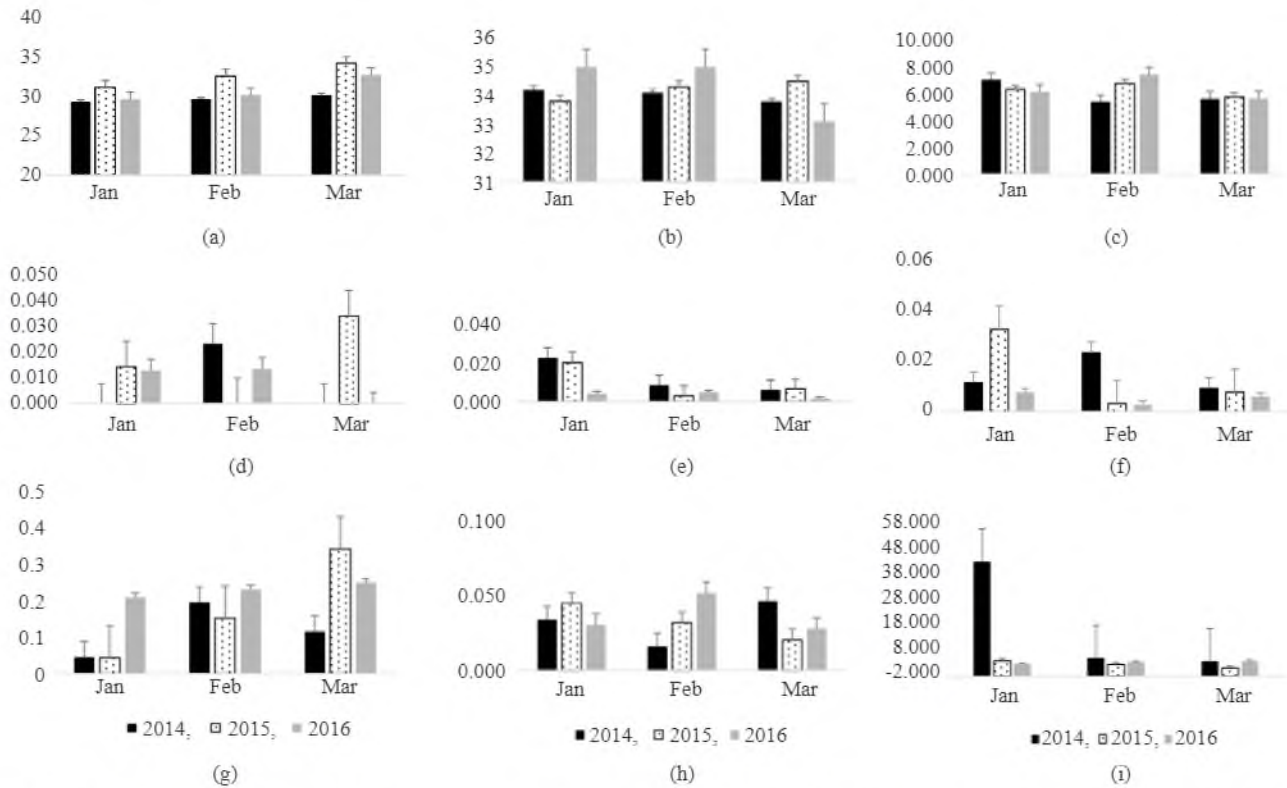 40
35
30
25
20
Jan Feb Mar
(a)
36
35
34
33
32
31
Jan Feb Mar
(b)
10.000
8.000
6.000
4.000
2.000
0.000
Jan Feb Mar
(c)
0.050
0.040
0.030
0.020
0.010
0.000
Jan Feb Mar
(d)
0.040
0.020
0.000
Jan Feb Mar
(e)
0.06
0.04
0.02
0
Jan Feb Mar
(f)
0.5
0.4
0.3
0.2
0.1
0
Jan Feb Mar
2014, 2015, 2016
(g)
0.100
0.050
0.000
Jan Feb Mar
2014, 2015, 2016
(h)
58.000
48.000
38.000
28.000
18.000
8.000
-2.000
Jan Feb Mar
2014, 2015, 2016
(i)